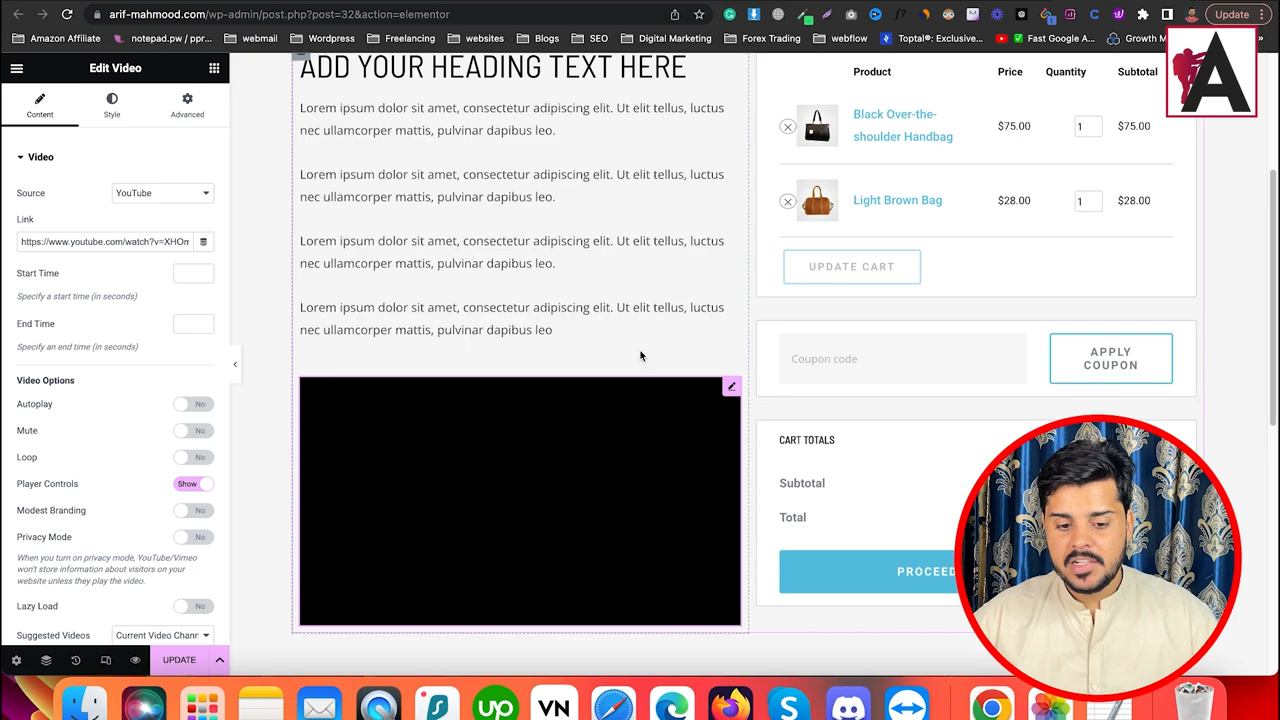 arif-mahmood.com/wp-admin/post.php?post=32&action=elementor
Update
Amazon Affiliate
notepad.pw / ppr...
webmail
Wordpress
Freelancing
websites
Blogs
SEO
Digital Marketing
Forex Trading
webflow
Toptal®: Exclusive...
Fast Google A...
Growth M
Edit Video
Content
Style
Advanced
Video
Source
YouTube
Link
https://www.youtube.com/watch?v=XHOm
Start Time
Specify a start time (in seconds)
End Time
Specify an end time (in seconds)
Video Options
Autoplay
No
Mute
No
Loop
No
Player Controls
Show
Modest Branding
No
Privacy Mode
No
When you turn on privacy mode, YouTube/Vimeo
won't store information about visitors on your
website unless they play the video.
Lazy Load
No
Suggested Videos
Current Video Chann
UPDATE
ADD YOUR HEADING TEXT HERE
Lorem ipsum dolor sit amet, consectetur adipiscing elit. Ut elit tellus, luctus
nec ullamcorper mattis, pulvinar dapibus leo.
Lorem ipsum dolor sit amet, consectetur adipiscing elit. Ut elit tellus, luctus
nec ullamcorper mattis, pulvinar dapibus leo.
Lorem ipsum dolor sit amet, consectetur adipiscing elit. Ut elit tellus, luctus
nec ullamcorper mattis, pulvinar dapibus leo.
Lorem ipsum dolor sit amet, consectetur adipiscing elit. Ut elit tellus, luctus
nec ullamcorper mattis, pulvinar dapibus leo
Product
Price
Quantity
Subtotal
Black Over-the-
shoulder Handbag
$75.00
1
$75.00
Light Brown Bag
$28.00
1
$28.00
UPDATE CART
Coupon code
APPLY
COUPON
CART TOTALS
Subtotal
Total
PROCEED
A
up
VN
S